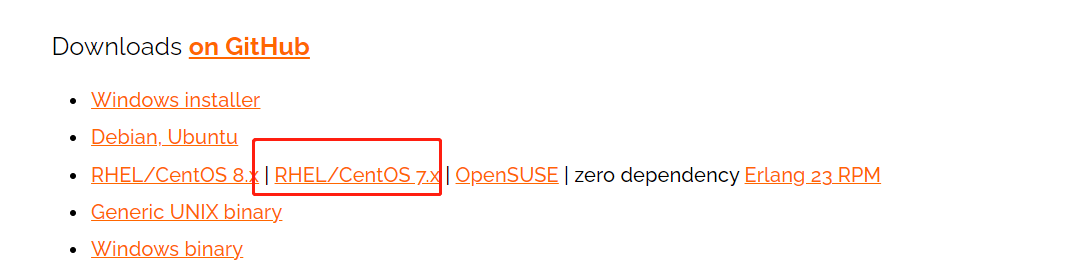 Downloads on GitHub
Windows installer
Debian, Ubuntu
RHEL/CentOS 8.x | RHEL/CentOS 7.x | OpenSUSE | zero dependency Erlang 23 RPM
Generic UNIX binary
Windows binary